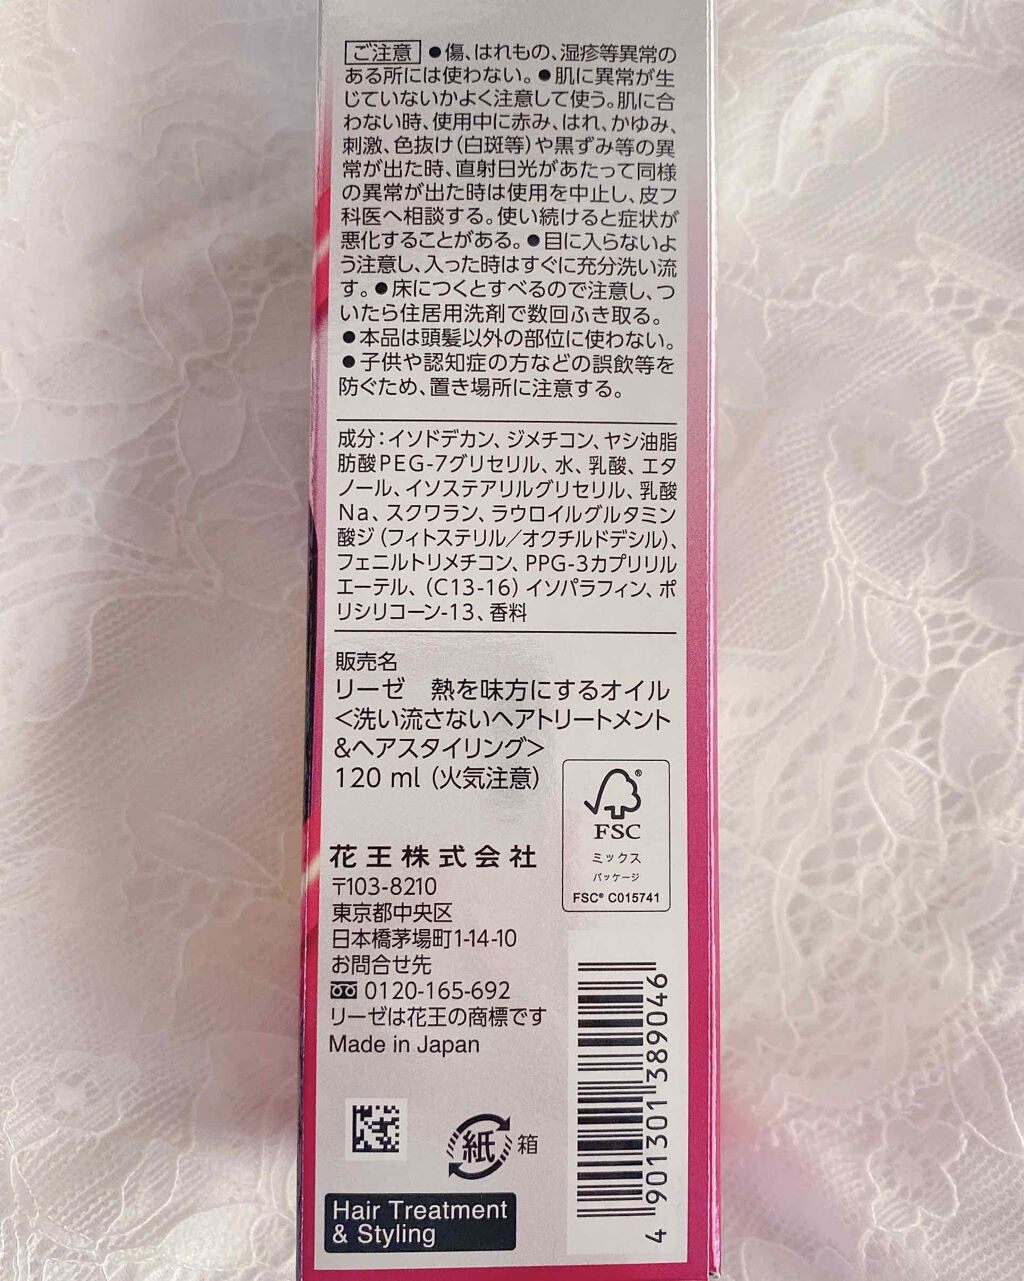 ご注意 ●傷、はれもの、湿疹等異常の
ある所には使わない。●肌に異常が生
じていないかよく注意して使う。肌に合
わない時、使用中に赤み、はれ、かゆみ、
刺激、色抜け（白斑等）や黒ずみ等の異
常が出た時、直射日光があたって同様
の異常が出た時は使用を中止し、皮フ
科医へ相談する。使い続けると症状が
悪化することがある。●目に入らないよ
う注意し、入った時はすぐに充分洗い流
す。●床につくとすべるので注意し、つ
いたら住居用洗剤で数回ふき取る。
●本品は頭髪以外の部位に使わない。
●子供や認知症の方などの誤飲等を
防ぐため、置き場所に注意する。
成分：イソドデカン、ジメチコン、ヤシ油脂
肪酸PEG-7グリセリル、水、乳酸、エタ
ノール、イソステアリルグリセリル、乳酸
Na、スクワラン、ラウロイルグルタミン
酸ジ（フィトステリル／オクチルドデシル）、
フェニルトリメチコン、PPG-3カプリリル
エーテル、（C13-16）イソパラフィン、ポ
リシリコーン-13、香料
販売名
リーゼ 熱を味方にするオイル
＜洗い流さないヘアトリートメント
&ヘアスタイリング＞
120 ml（火気注意）
FSC®
ミックス
パッケージ
FSC® C015741
花王株式会社
〒103-8210
東京都中央区
日本橋茅場町1-14-10
お問合せ先
0120-165-692
リーゼは花王の商標です
Made in Japan
紙 箱
Hair Treatment
& Styling
4 901301 389046